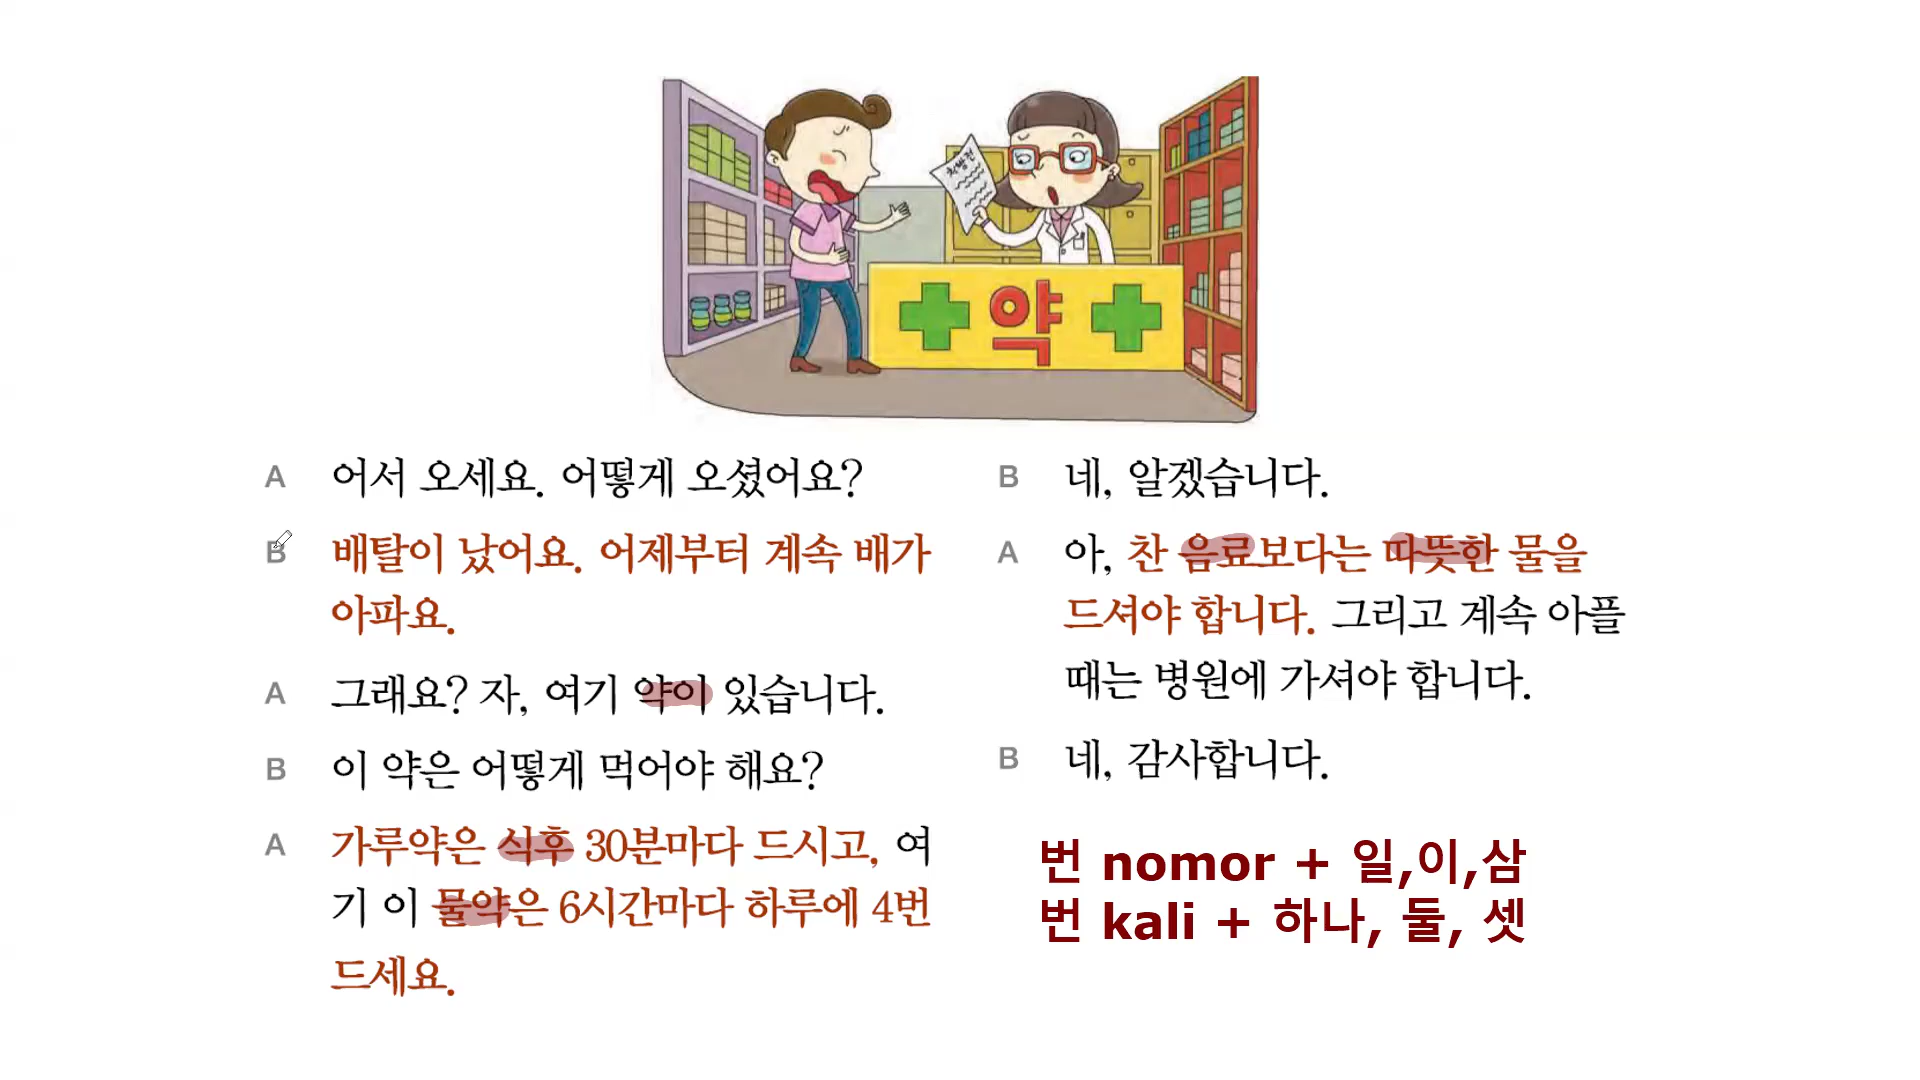 처방전
약
A 어서 오세요. 어떻게 오셨어요?
B 배탈이 났어요. 어제부터 계속 배가
아파요.
A 그래요? 자, 여기 약이 있습니다.
B 이 약은 어떻게 먹어야 해요?
A 가루약은 식후 30분마다 드시고, 여
기 이 물약은 6시간마다 하루에 4번
드세요.
B 네, 알겠습니다.
A 아, 찬 음료보다는 따뜻한 물을
드셔야 합니다. 그리고 계속 아플
때는 병원에 가셔야 합니다.
B 네, 감사합니다.
번 nomor + 일,이,삼
번 kali + 하나, 둘, 셋